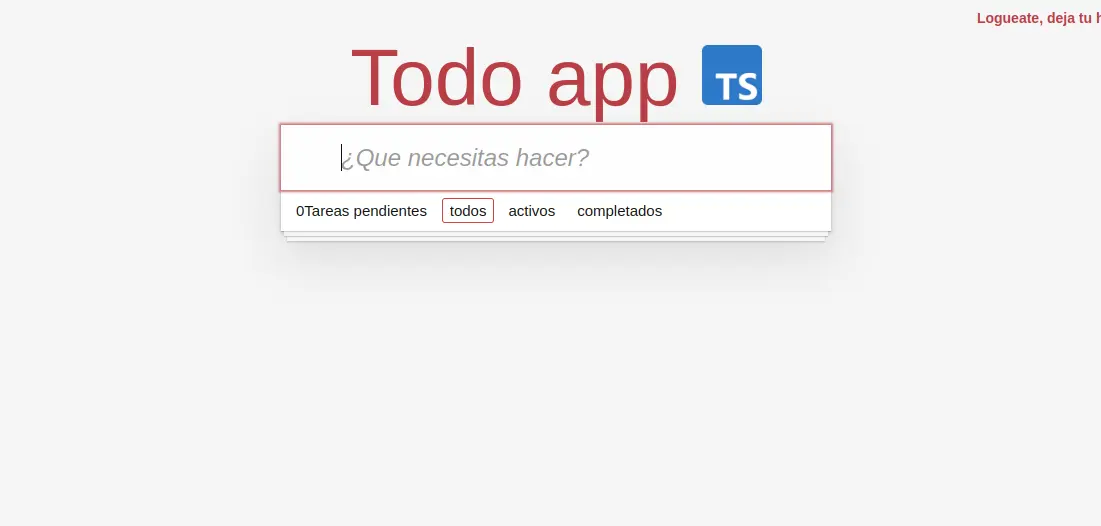 Logueate, deja tu
Todo app TS
¿Que necesitas hacer?
0Tareas pendientes todos activos completados